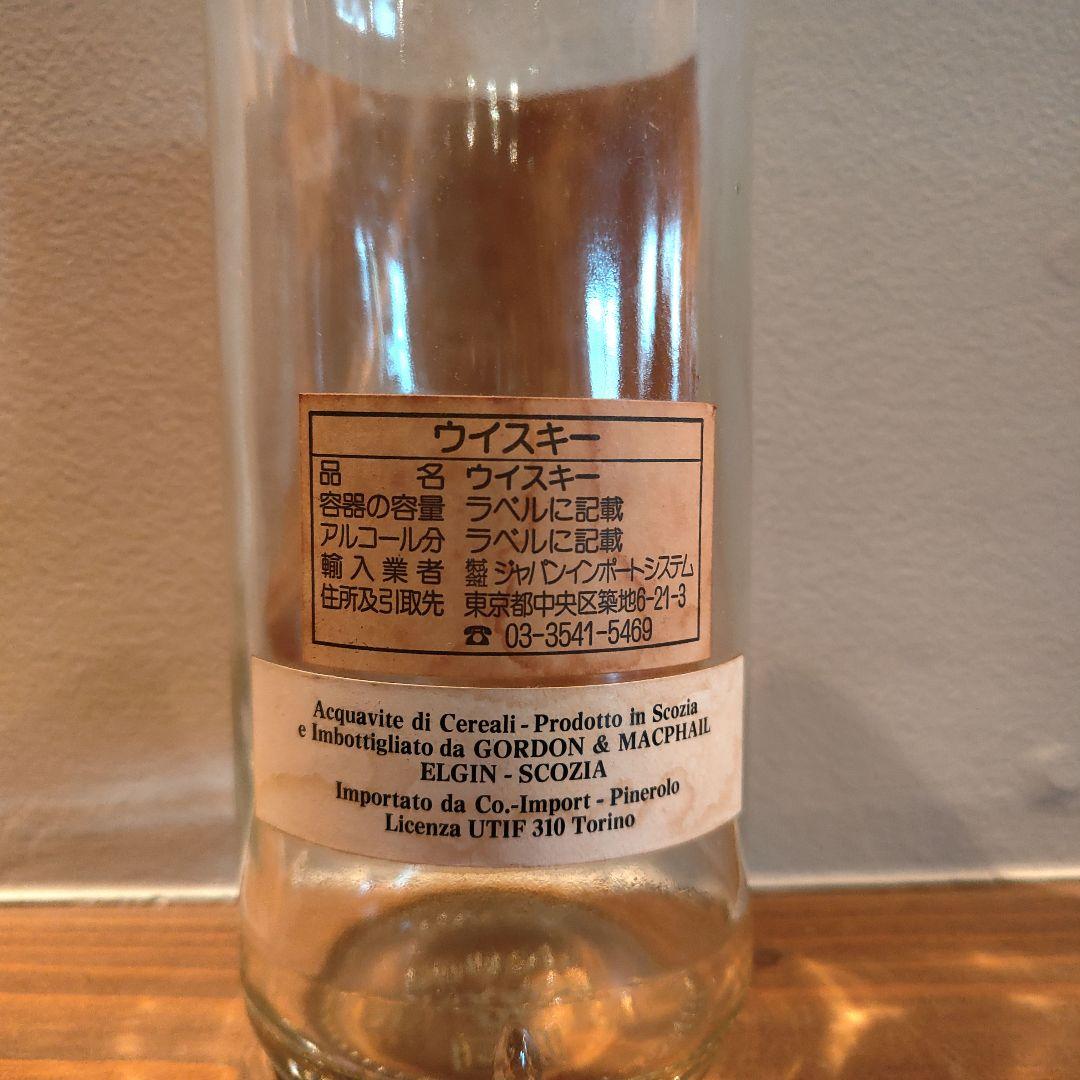 ウイスキー
品名 ウイスキー
容器の容量 ラベルに記載
アルコール分 ラベルに記載
輸入業者 株式会社 ジャパンインポートシステム
住所及引取先 東京都中央区築地6-21-3
☎ 03-3541-5469
Acquavite di Cereali - Prodotto in Scozia
e Imbottigliato da GORDON & MACPHAIL
ELGIN - SCOZIA
Importato da Co.-Import - Pinerolo
Licenza UTIF 310 Torino